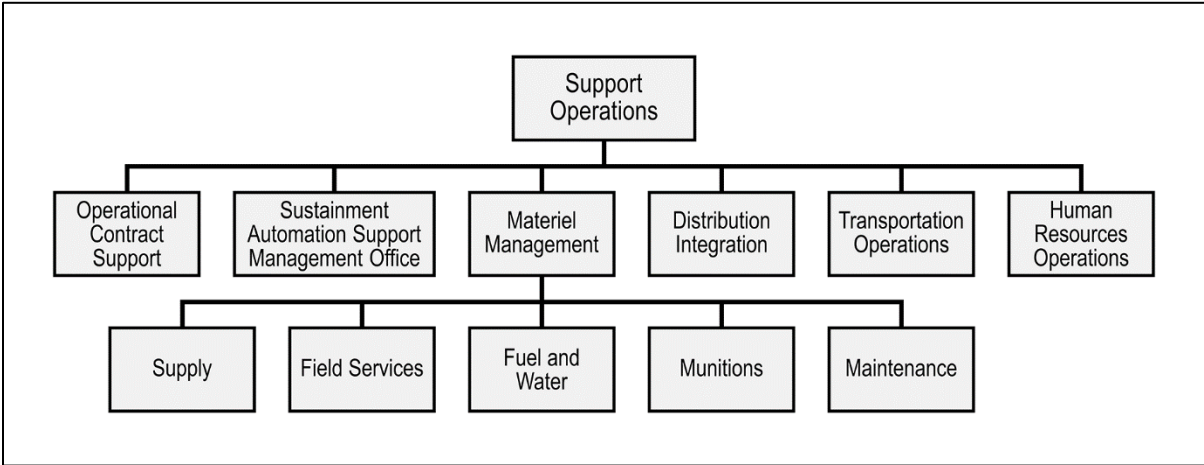 Support
Operations
Operational
Contract
Support
Sustainment
Automation Support
Management Office
Materiel
Management
Distribution
Integration
Transportation
Operations
Human
Resources
Operations
Supply
Field Services
Fuel and
Water
Munitions
Maintenance